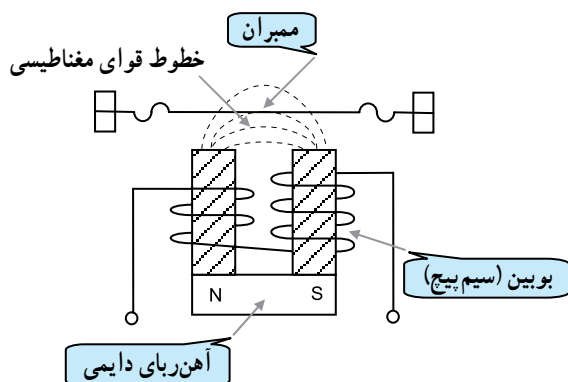 ممبران
خطوط قوای مغناطیسی
بوبین (سیم‌پیچ)
N S
آهن‌ربای دایمی